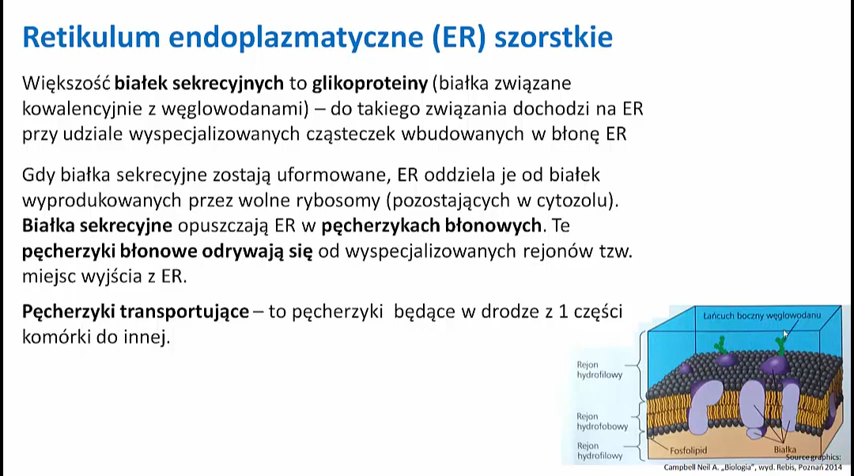 Retikulum endoplazmatyczne (ER) szorstkie
Większość białek sekrecyjnych to glikoproteiny (białka związane
kowalencyjnie z węglowodanami) – do takiego związania dochodzi na ER
przy udziale wyspecjalizowanych cząsteczek wbudowanych w błonę ER
Gdy białka sekrecyjne zostają uformowane, ER oddziela je od białek
wyprodukowanych przez wolne rybosomy (pozostających w cytozolu).
Białka sekrecyjne opuszczają ER w pęcherzykach błonowych. Te
pęcherzyki błonowe odrywają się od wyspecjalizowanych rejonów tzw.
miejsc wyjścia z ER.
Pęcherzyki transportujące – to pęcherzyki będące w drodze z 1 części
komórki do innej.
Łańcuch boczny węglowodanu
Rejon
hydrofilowy
Rejon
hydrofobowy
Rejon
hydrofilowy
Fosfolipid
Białka
Source graphics:
Campbell Neil A. „Biologia", wyd. Rebis, Poznań 2014